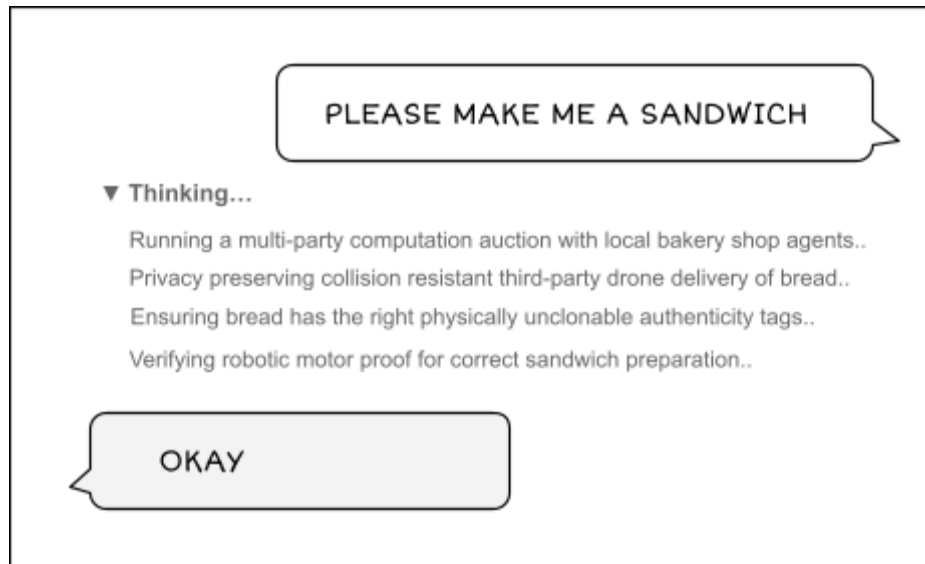 PLEASE MAKE ME A SANDWICH
▼ Thinking...
Running a multi-party computation auction with local bakery shop agents..
Privacy preserving collision resistant third-party drone delivery of bread..
Ensuring bread has the right physically unclonable authenticity tags..
Verifying robotic motor proof for correct sandwich preparation..
OKAY